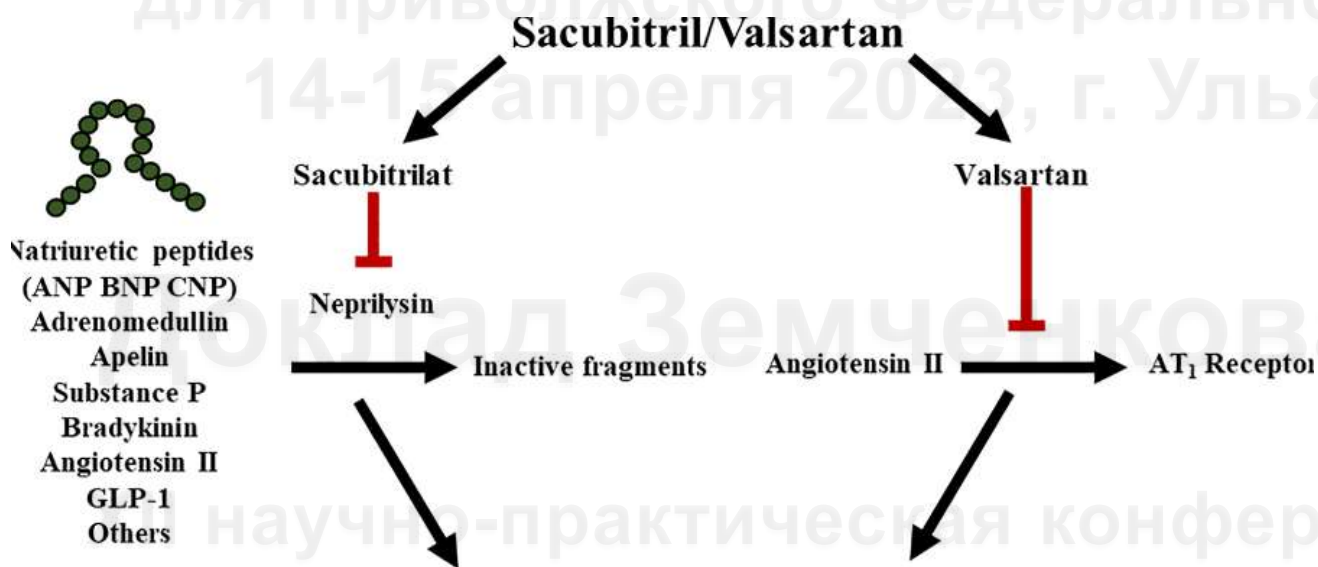 для Приволжского Федерально
Sacubitril/Valsartan
14-15 апреля 2023, г. Улья
Sacubitrilat
Valsartan
Natriuretic peptides
(ANP BNP CNP)
Adrenomedullin
Apelin
Substance P
Bradykinin
Angiotensin II
GLP-1
Others
Neprilysin
Доклад Земченкова
Inactive fragments
Angiotensin II
AT₁ Receptor
научно-практическая конфер